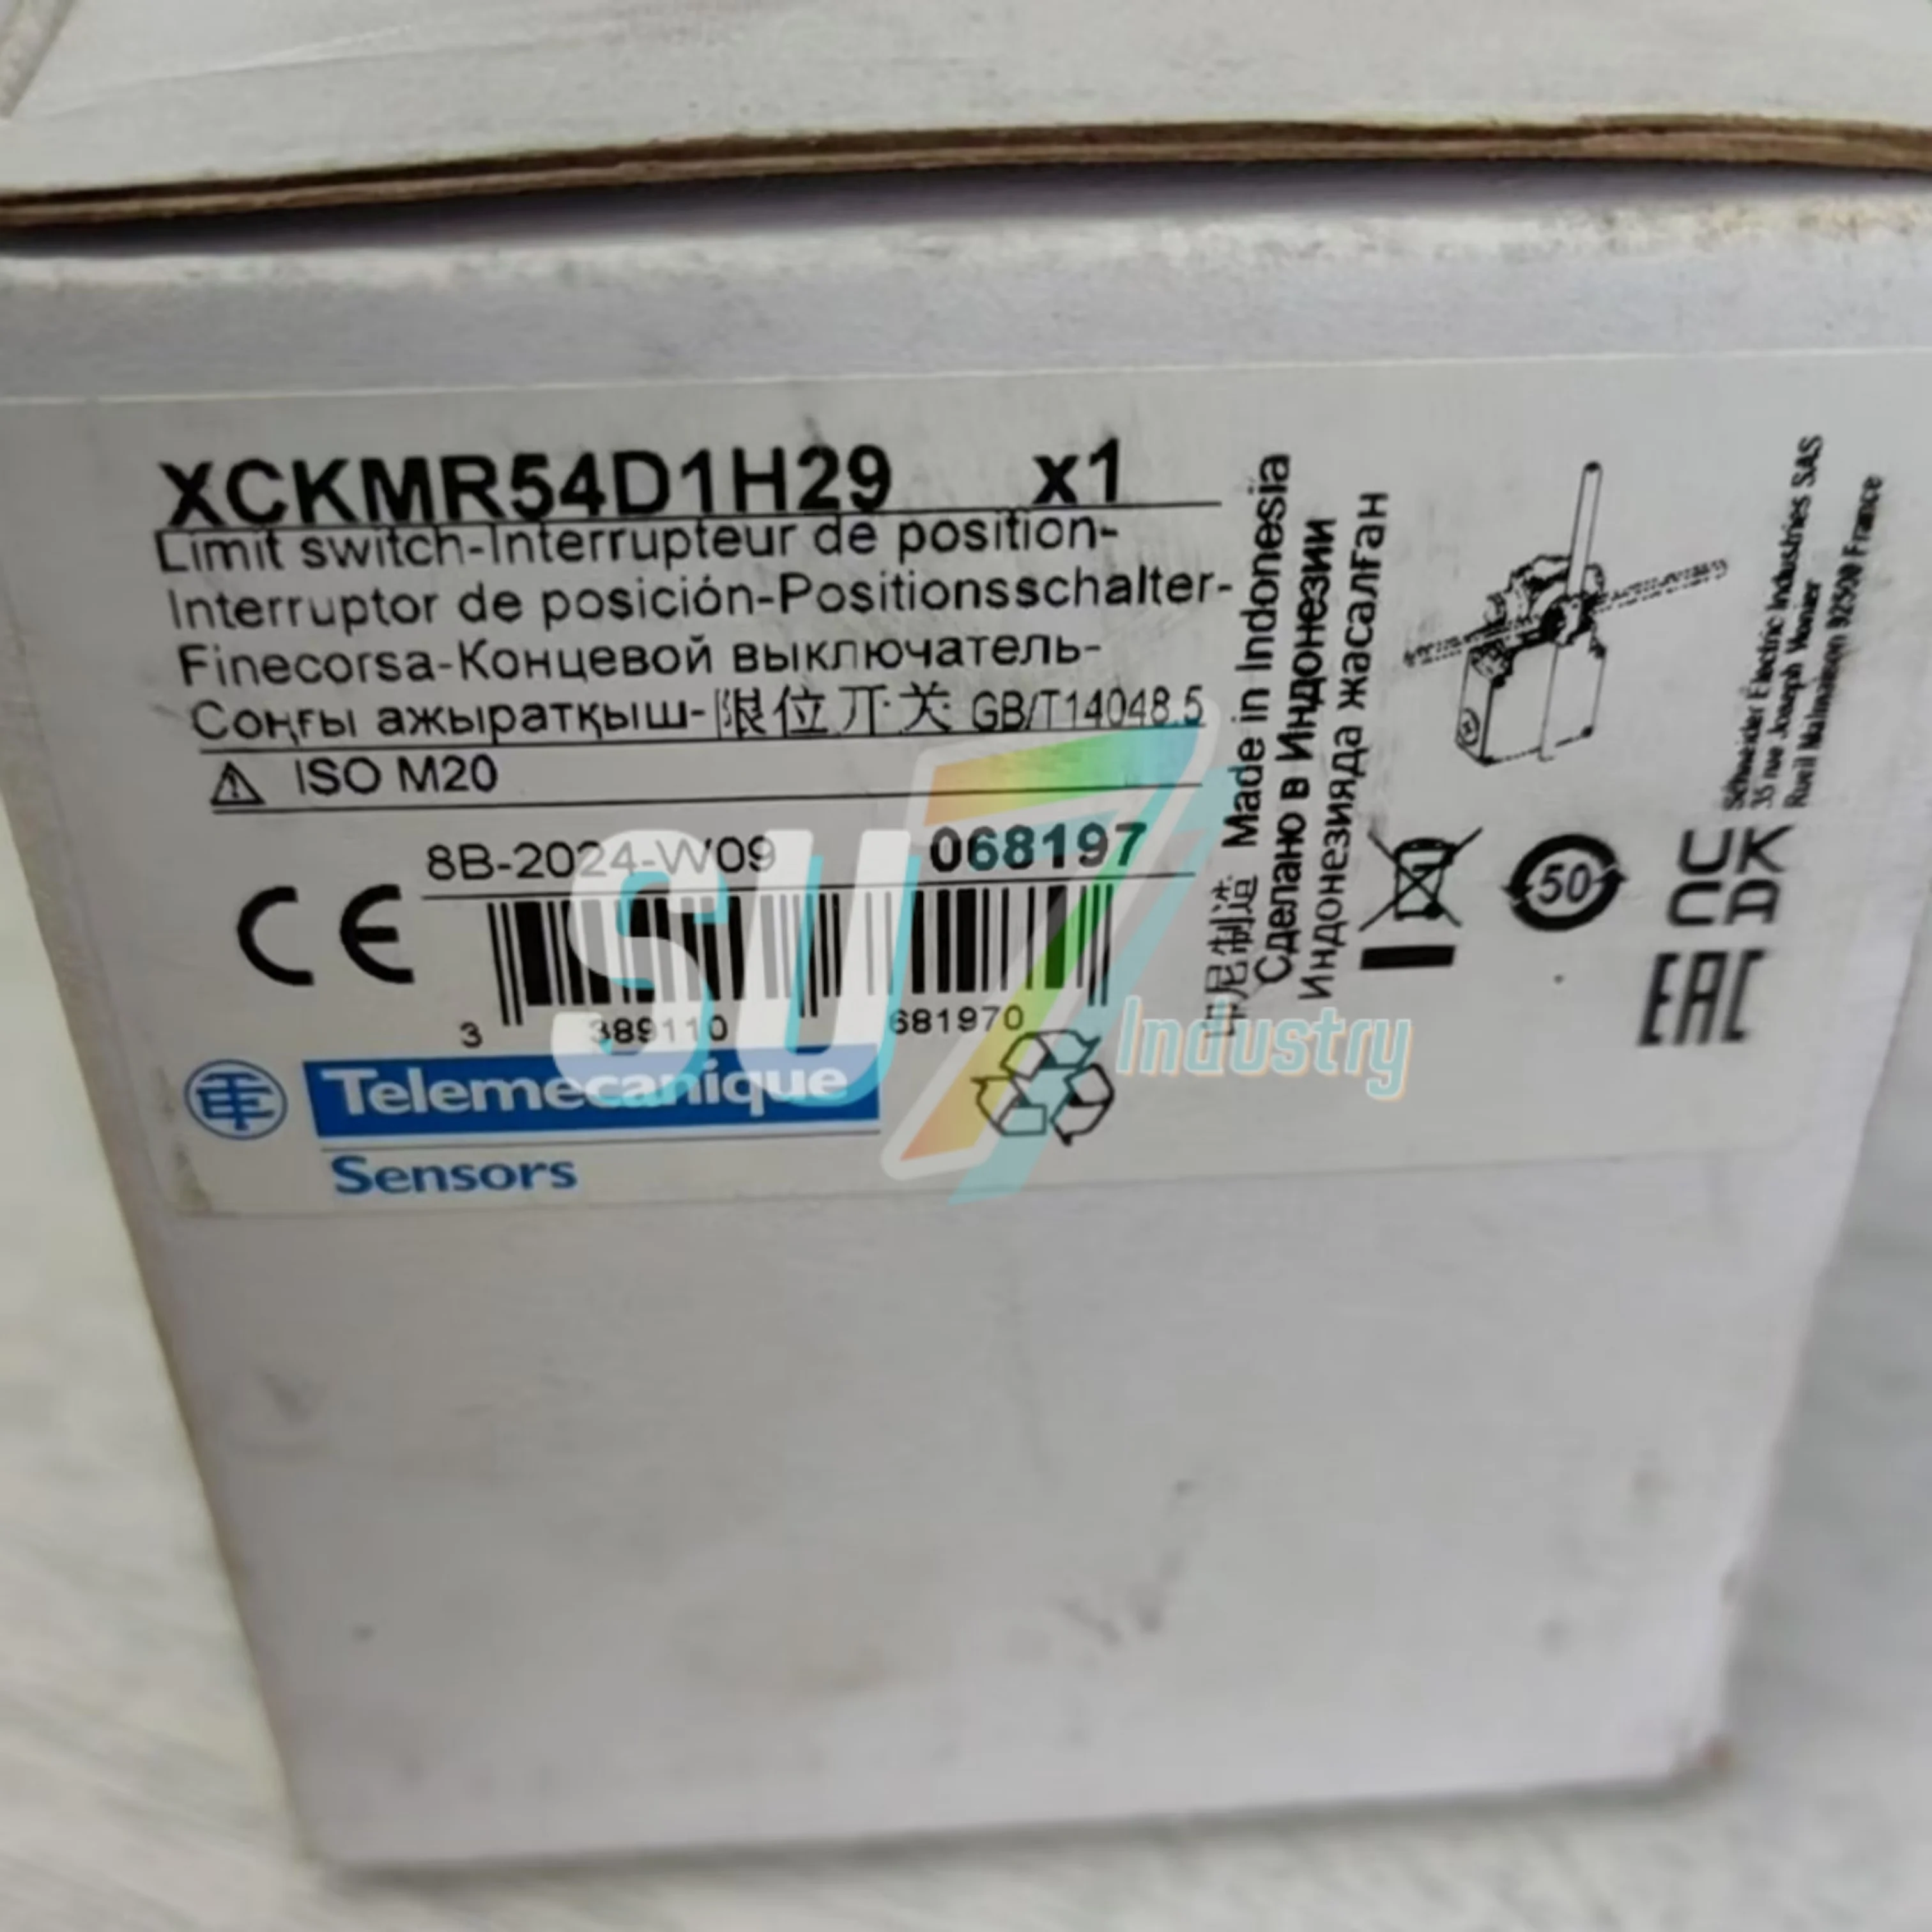 XCKMR54D1H29 x1
Limit switch-Interrupteur de position-
Interruptor de posición-Positionsschalter-
Finecorsa-Концевой выключатель-
Соңғы ажыратқыш-限位开关 GB/T14048.5
ISO M20
8B-2024-W09 068197
CE
3 389110 681970
Telemecanique
Sensors
印尼制造 Made in Indonesia
Сделано в Индонезии
Индонезияда жасалған
Schneider Electric Industries SAS
35 rue Joseph Monier
Rueil Malmaison 92500 France
50
UK
CA
EAC
SU7
Industry